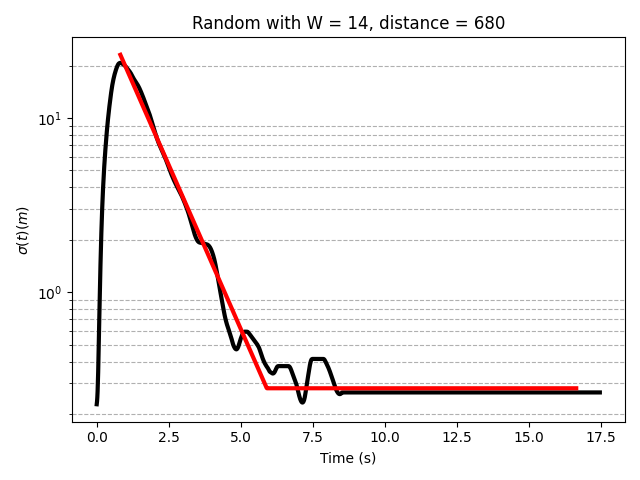 Random with W = 14, distance = 680
σ(t)(m)
10¹
10⁰
0.0 2.5 5.0 7.5 10.0 12.5 15.0 17.5
Time (s)